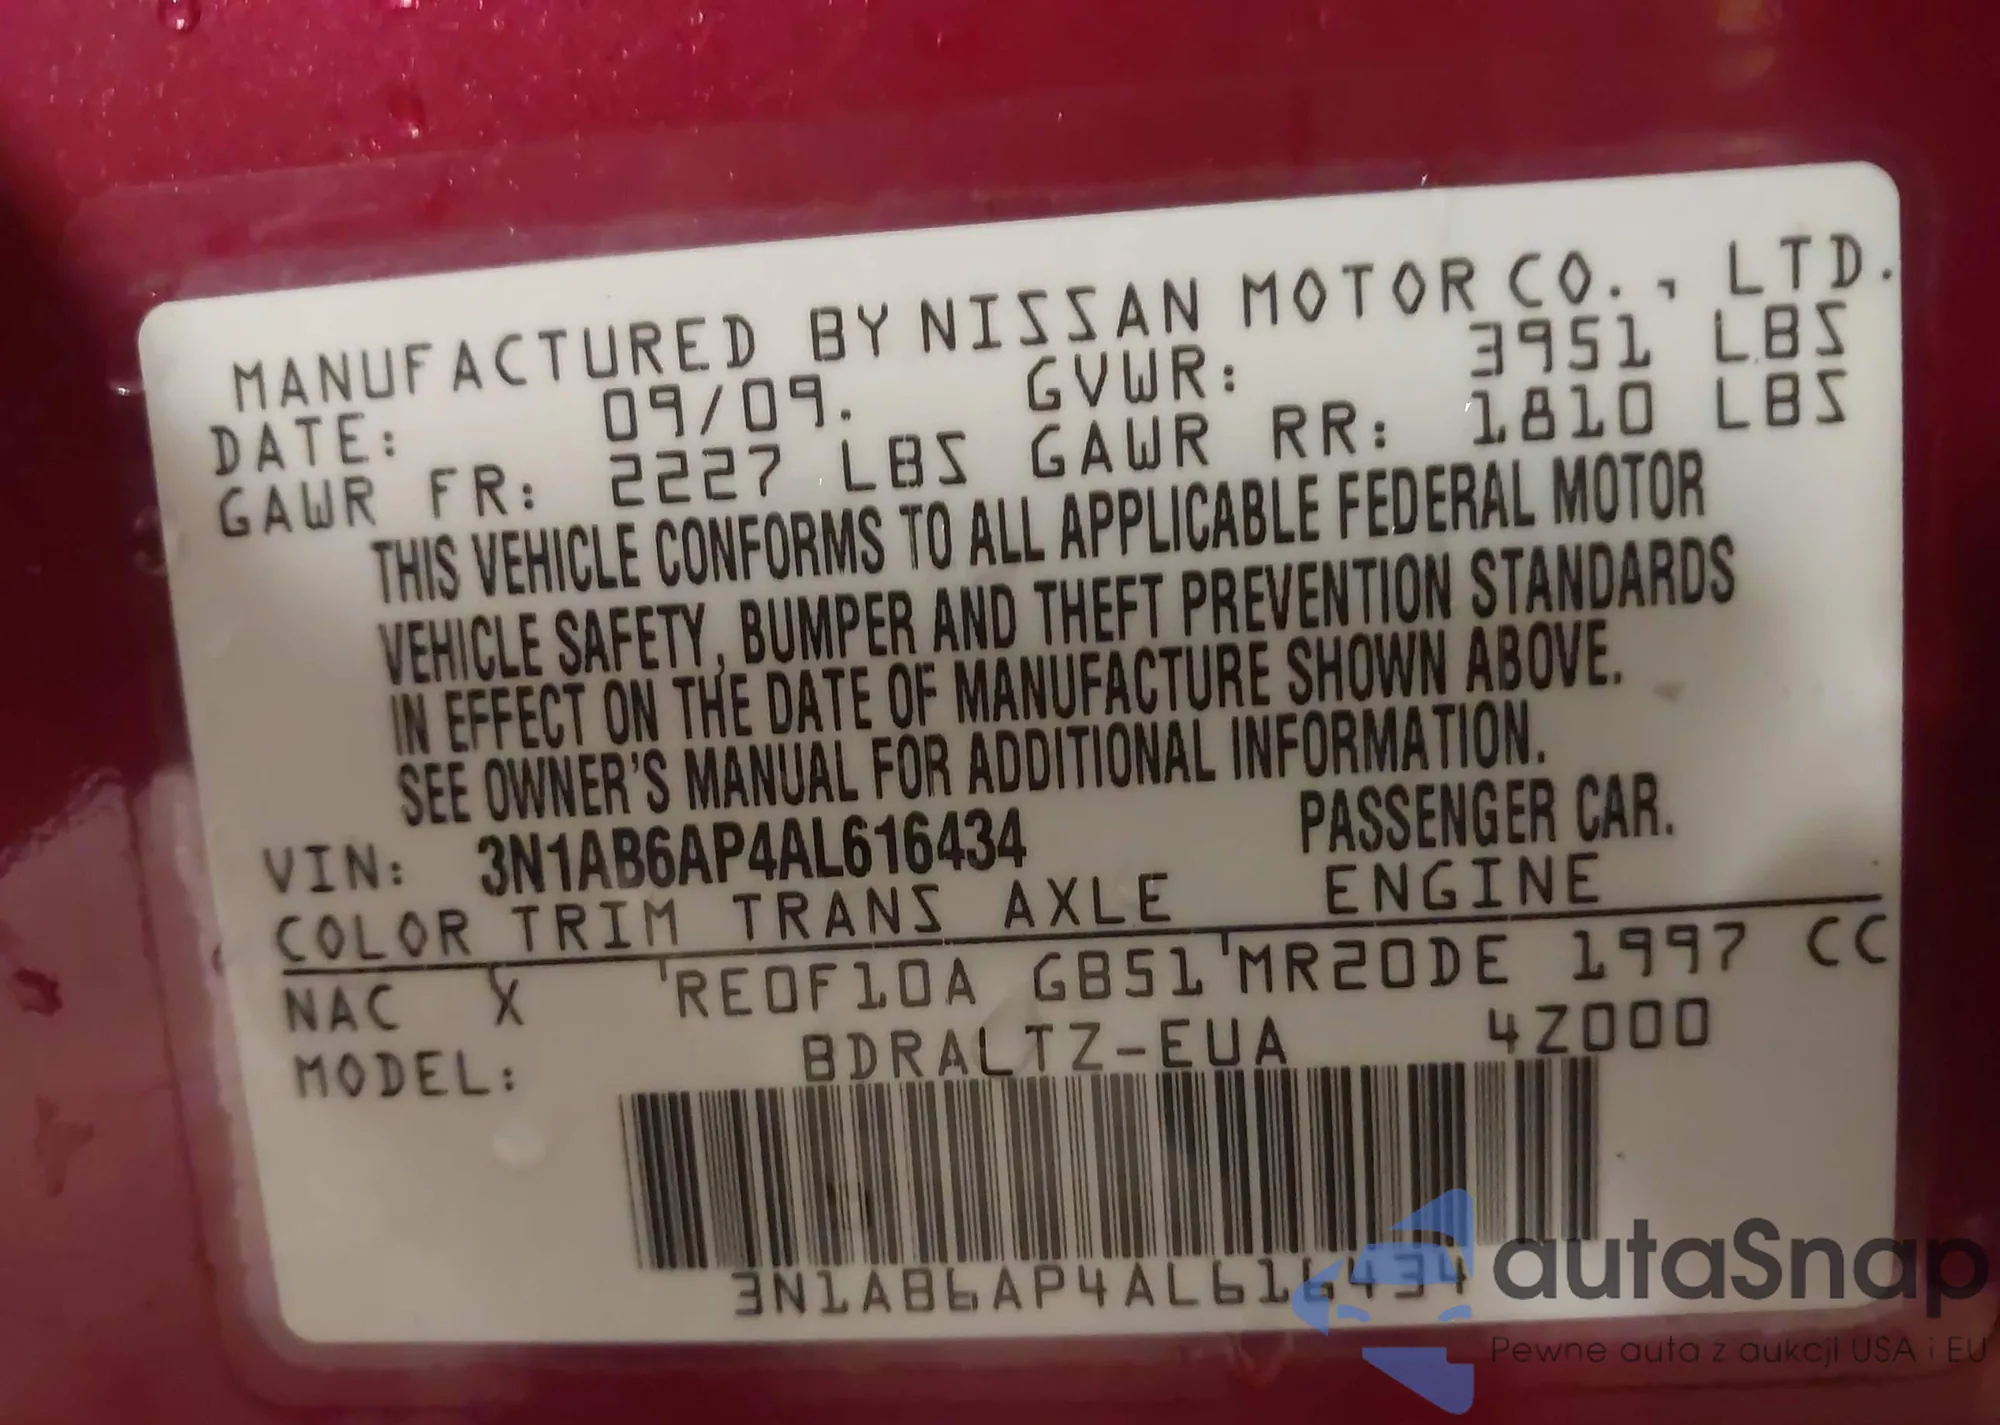 MANUFACTURED BY NISSAN MOTOR CO., LTD.
DATE: 09/09. GVWR: 3951 LBS
GAWR FR: 2227 LBS GAWR RR: 1810 LBS
THIS VEHICLE CONFORMS TO ALL APPLICABLE FEDERAL MOTOR
VEHICLE SAFETY, BUMPER AND THEFT PREVENTION STANDARDS
IN EFFECT ON THE DATE OF MANUFACTURE SHOWN ABOVE.
SEE OWNER'S MANUAL FOR ADDITIONAL INFORMATION.
VIN: 3N1AB6AP4AL616434 PASSENGER CAR.
COLOR TRIM TRANS AXLE ENGINE
NAC X 'RE0F10A GB51'MR20DE 1997 CC
MODEL: BDRALTZ-EUA 4Z000
3N1AB6AP4AL616434
autaSnap
Pewne auta z aukcji USA i EU